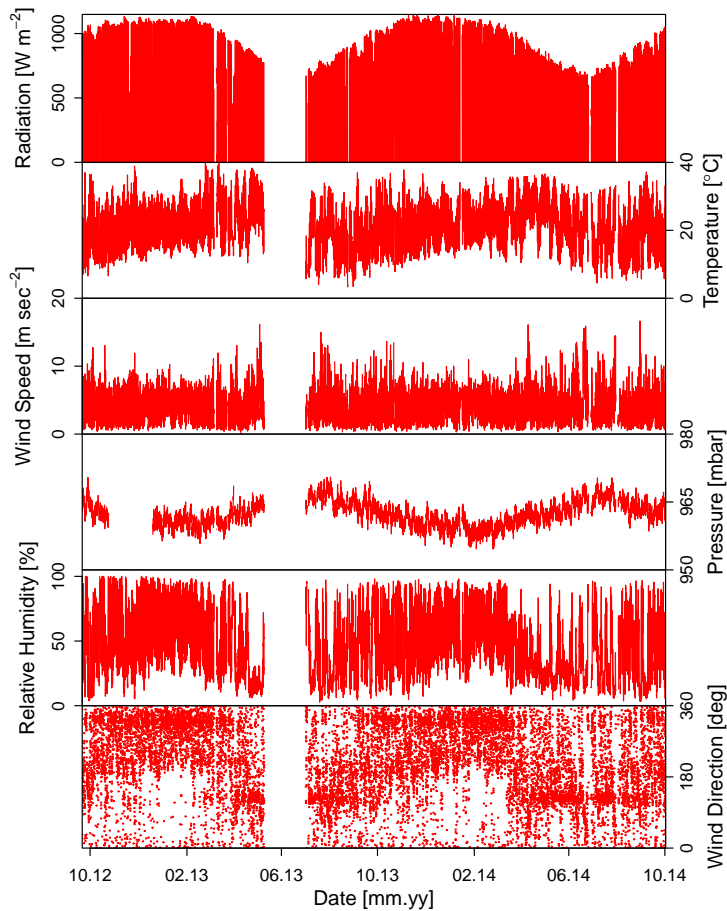 Radiation [W m−2]
0 500 1000
Temperature [°C]
0 20 40
Wind Speed [m sec−2]
0 10 20
Pressure [mbar]
950 965 980
Relative Humidity [%]
0 50 100
Wind Direction [deg]
0 180 360
10.12 02.13 06.13 10.13 02.14 06.14 10.14
Date [mm.yy]